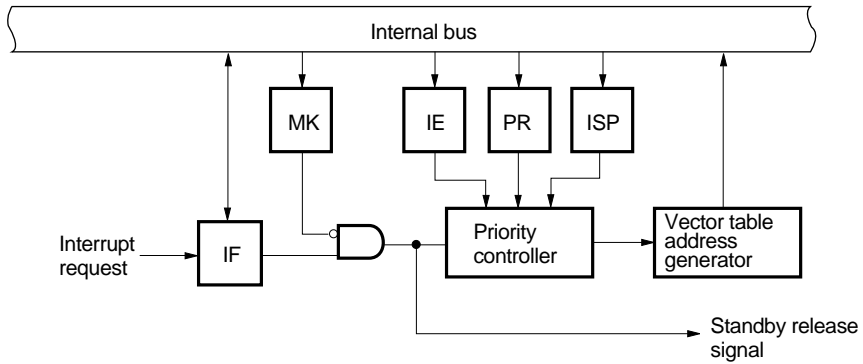 Internal bus
MK
IE
PR
ISP
Interrupt
request
IF
Priority
controller
Vector table
address
generator
Standby release
signal